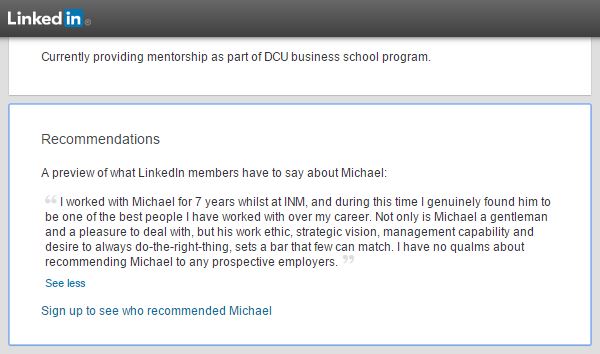 Linked in ®
Currently providing mentorship as part of DCU business school program.
Recommendations
A preview of what LinkedIn members have to say about Michael:
“ I worked with Michael for 7 years whilst at INM, and during this time I genuinely found him to
be one of the best people I have worked with over my career. Not only is Michael a gentleman
and a pleasure to deal with, but his work ethic, strategic vision, management capability and
desire to always do-the-right-thing, sets a bar that few can match. I have no qualms about
recommending Michael to any prospective employers. ”
See less
Sign up to see who recommended Michael